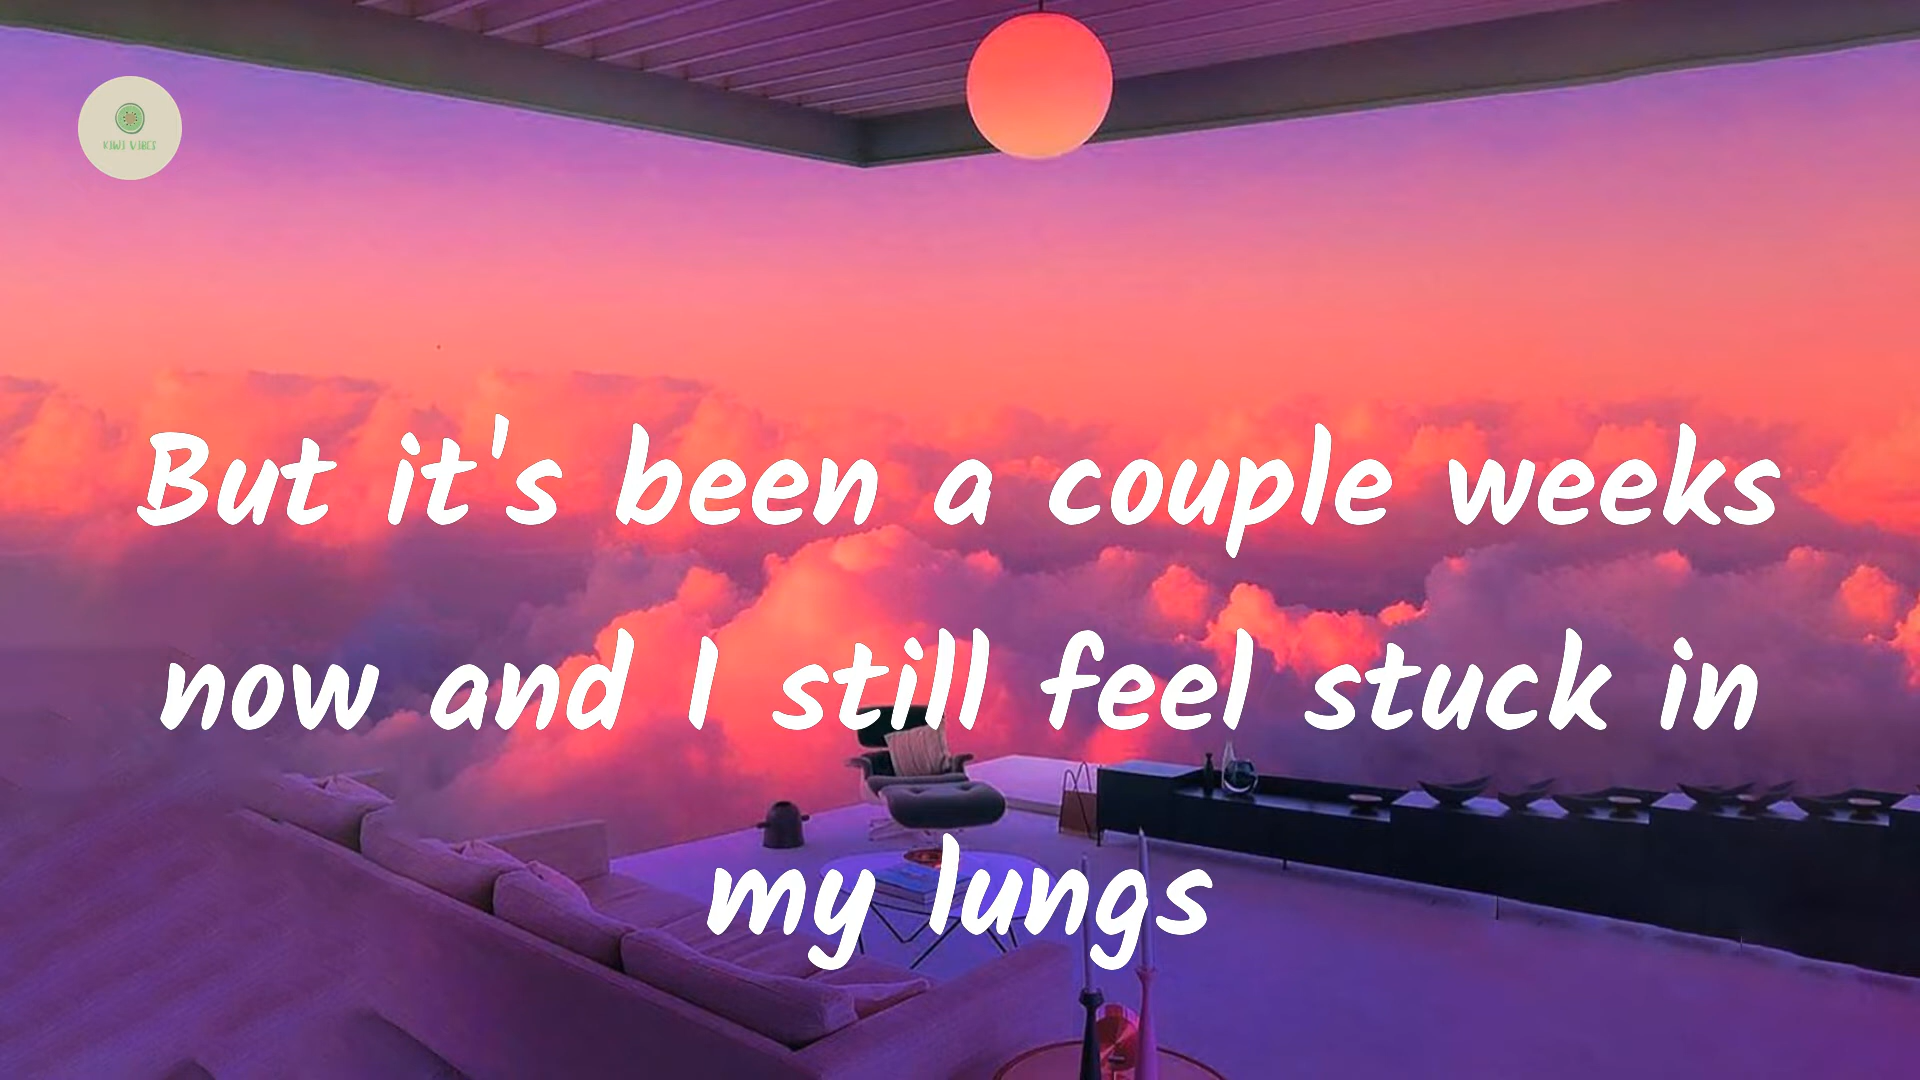 KIWI VIBES
But it's been a couple weeks
now and I still feel stuck in
my lungs